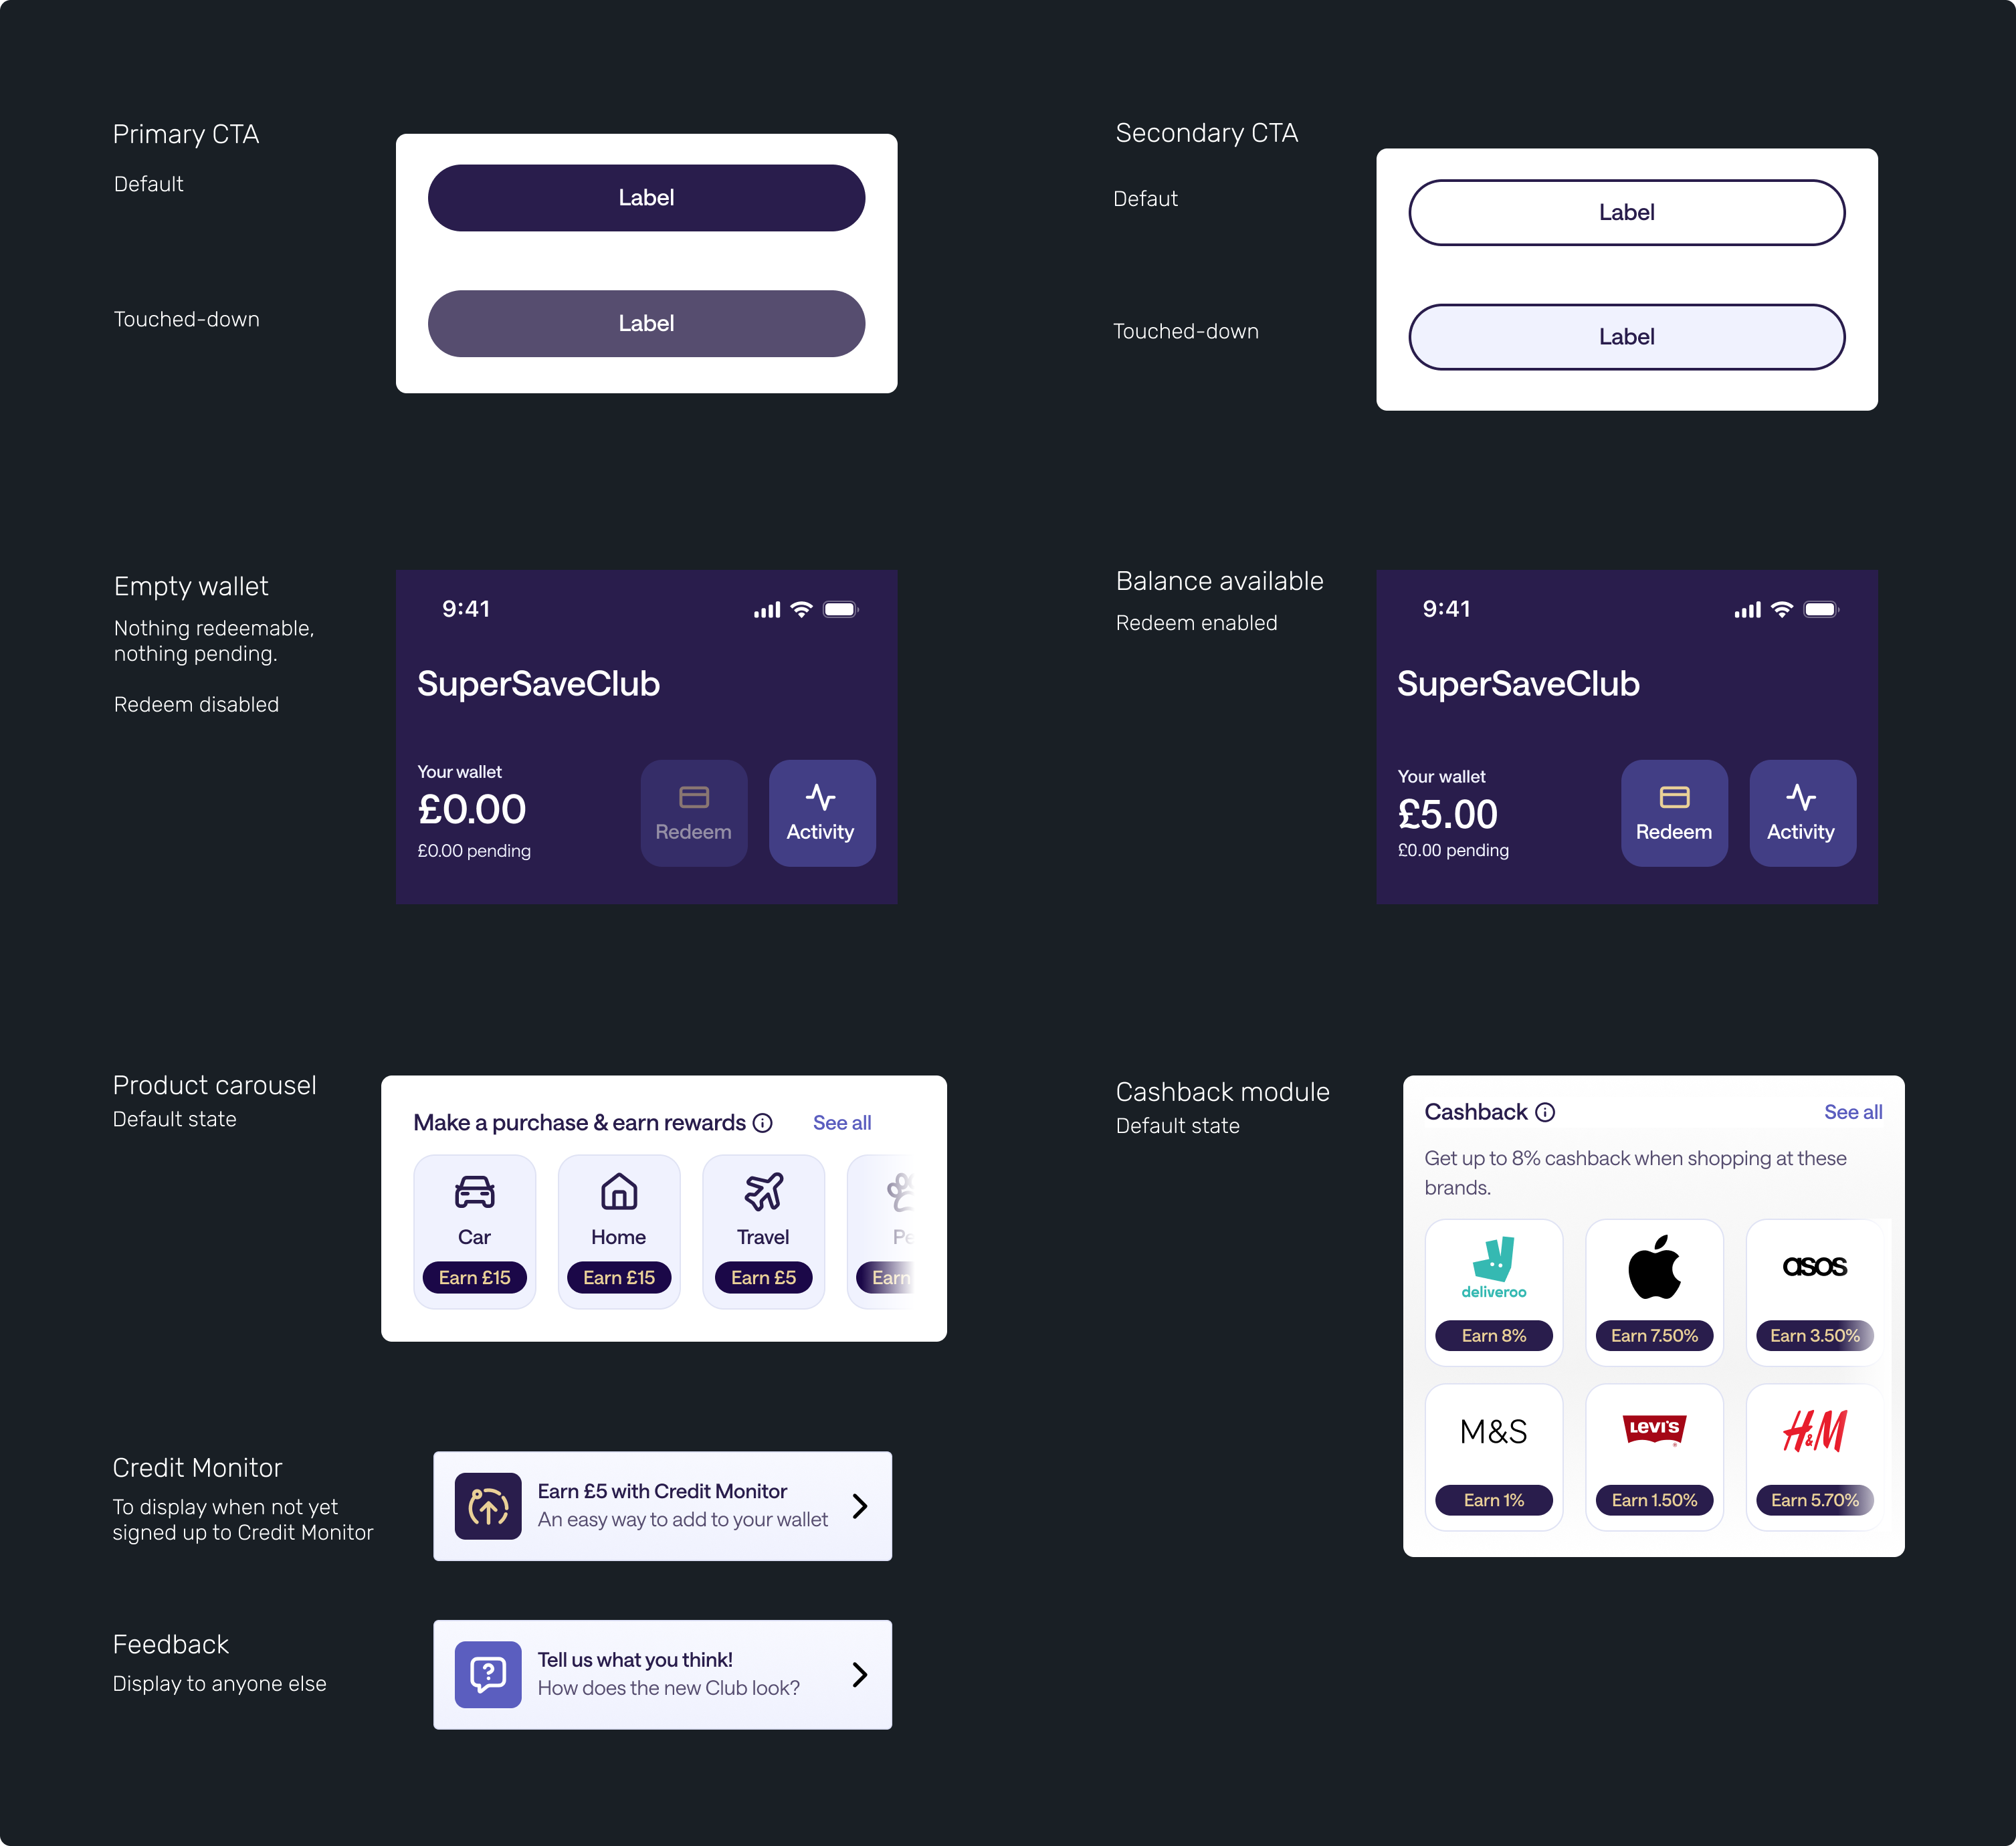 Primary CTA
Default
Label
Touched-down
Label
Secondary CTA
Defaut
Label
Touched-down
Label
Empty wallet
Nothing redeemable,
nothing pending.
Redeem disabled
9:41
SuperSaveClub
Your wallet
£0.00
£0.00 pending
Redeem
Activity
Balance available
Redeem enabled
9:41
SuperSaveClub
Your wallet
£5.00
£0.00 pending
Redeem
Activity
Product carousel
Default state
Make a purchase & earn rewards
See all
Car
Home
Travel
Pe
Earn £15
Earn £15
Earn £5
Earn
Cashback module
Default state
Cashback
See all
Get up to 8% cashback when shopping at these
brands.
deliveroo
asos
Earn 8%
Earn 7.50%
Earn 3.50%
M&S
LEVI'S
H&M
Earn 1%
Earn 1.50%
Earn 5.70%
Credit Monitor
To display when not yet
signed up to Credit Monitor
Earn £5 with Credit Monitor
An easy way to add to your wallet
Feedback
Display to anyone else
Tell us what you think!
How does the new Club look?